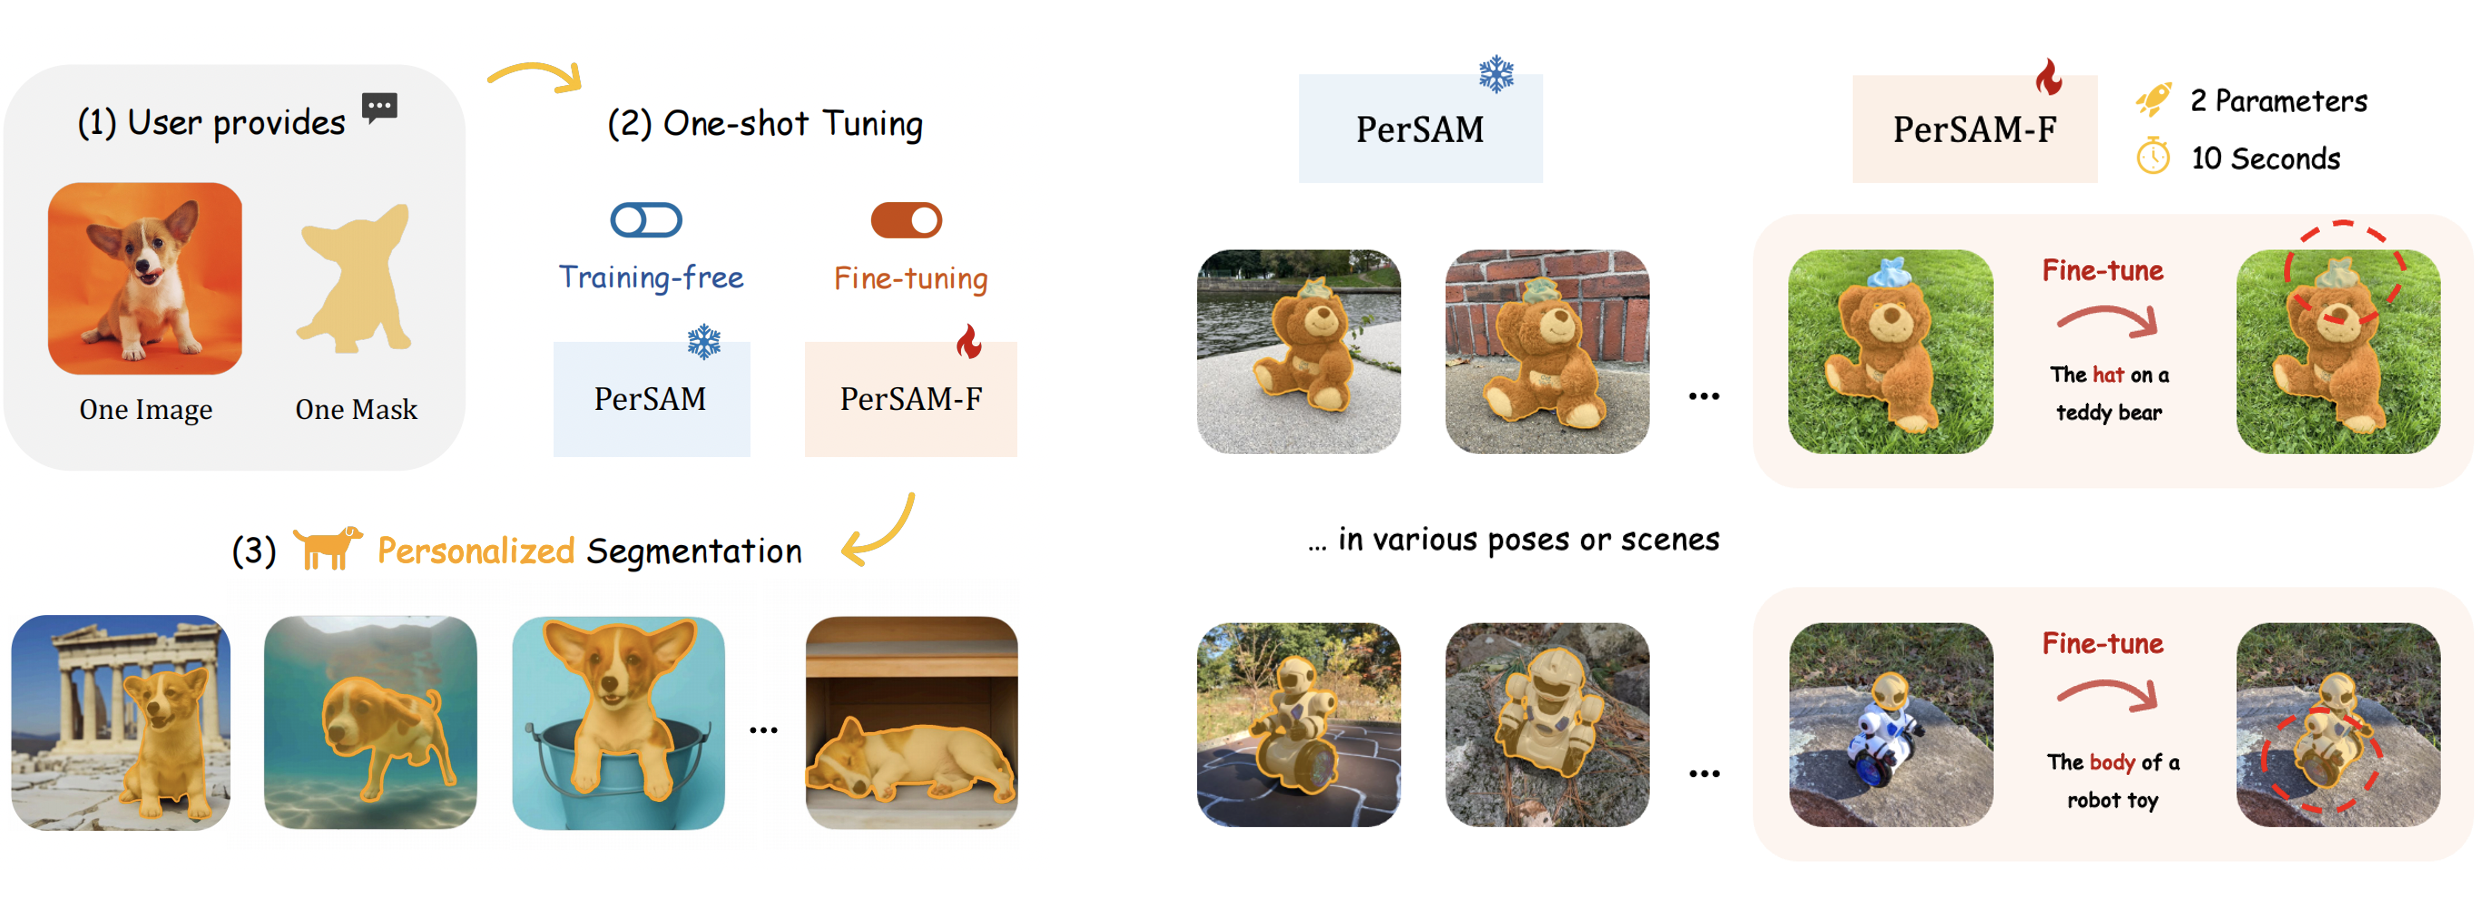 (1) User provides
One Image
One Mask
(2) One-shot Tuning
Training-free
Fine-tuning
PerSAM
PerSAM-F
(3) Personalized Segmentation
...
PerSAM
PerSAM-F
2 Parameters
10 Seconds
...
Fine-tune
The hat on a
teddy bear
... in various poses or scenes
...
Fine-tune
The body of a
robot toy